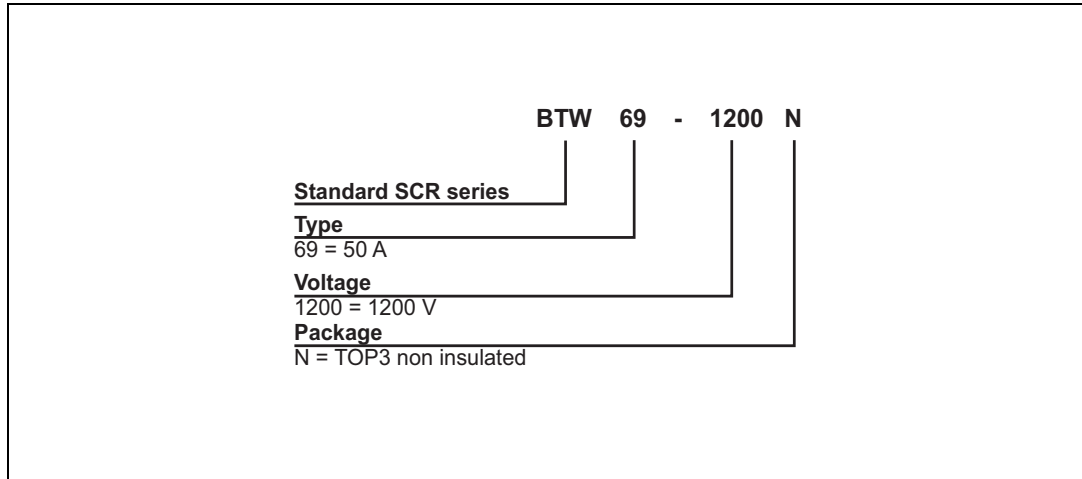 BTW 69 - 1200 N
Standard SCR series
Type
69 = 50 A
Voltage
1200 = 1200 V
Package
N = TOP3 non insulated